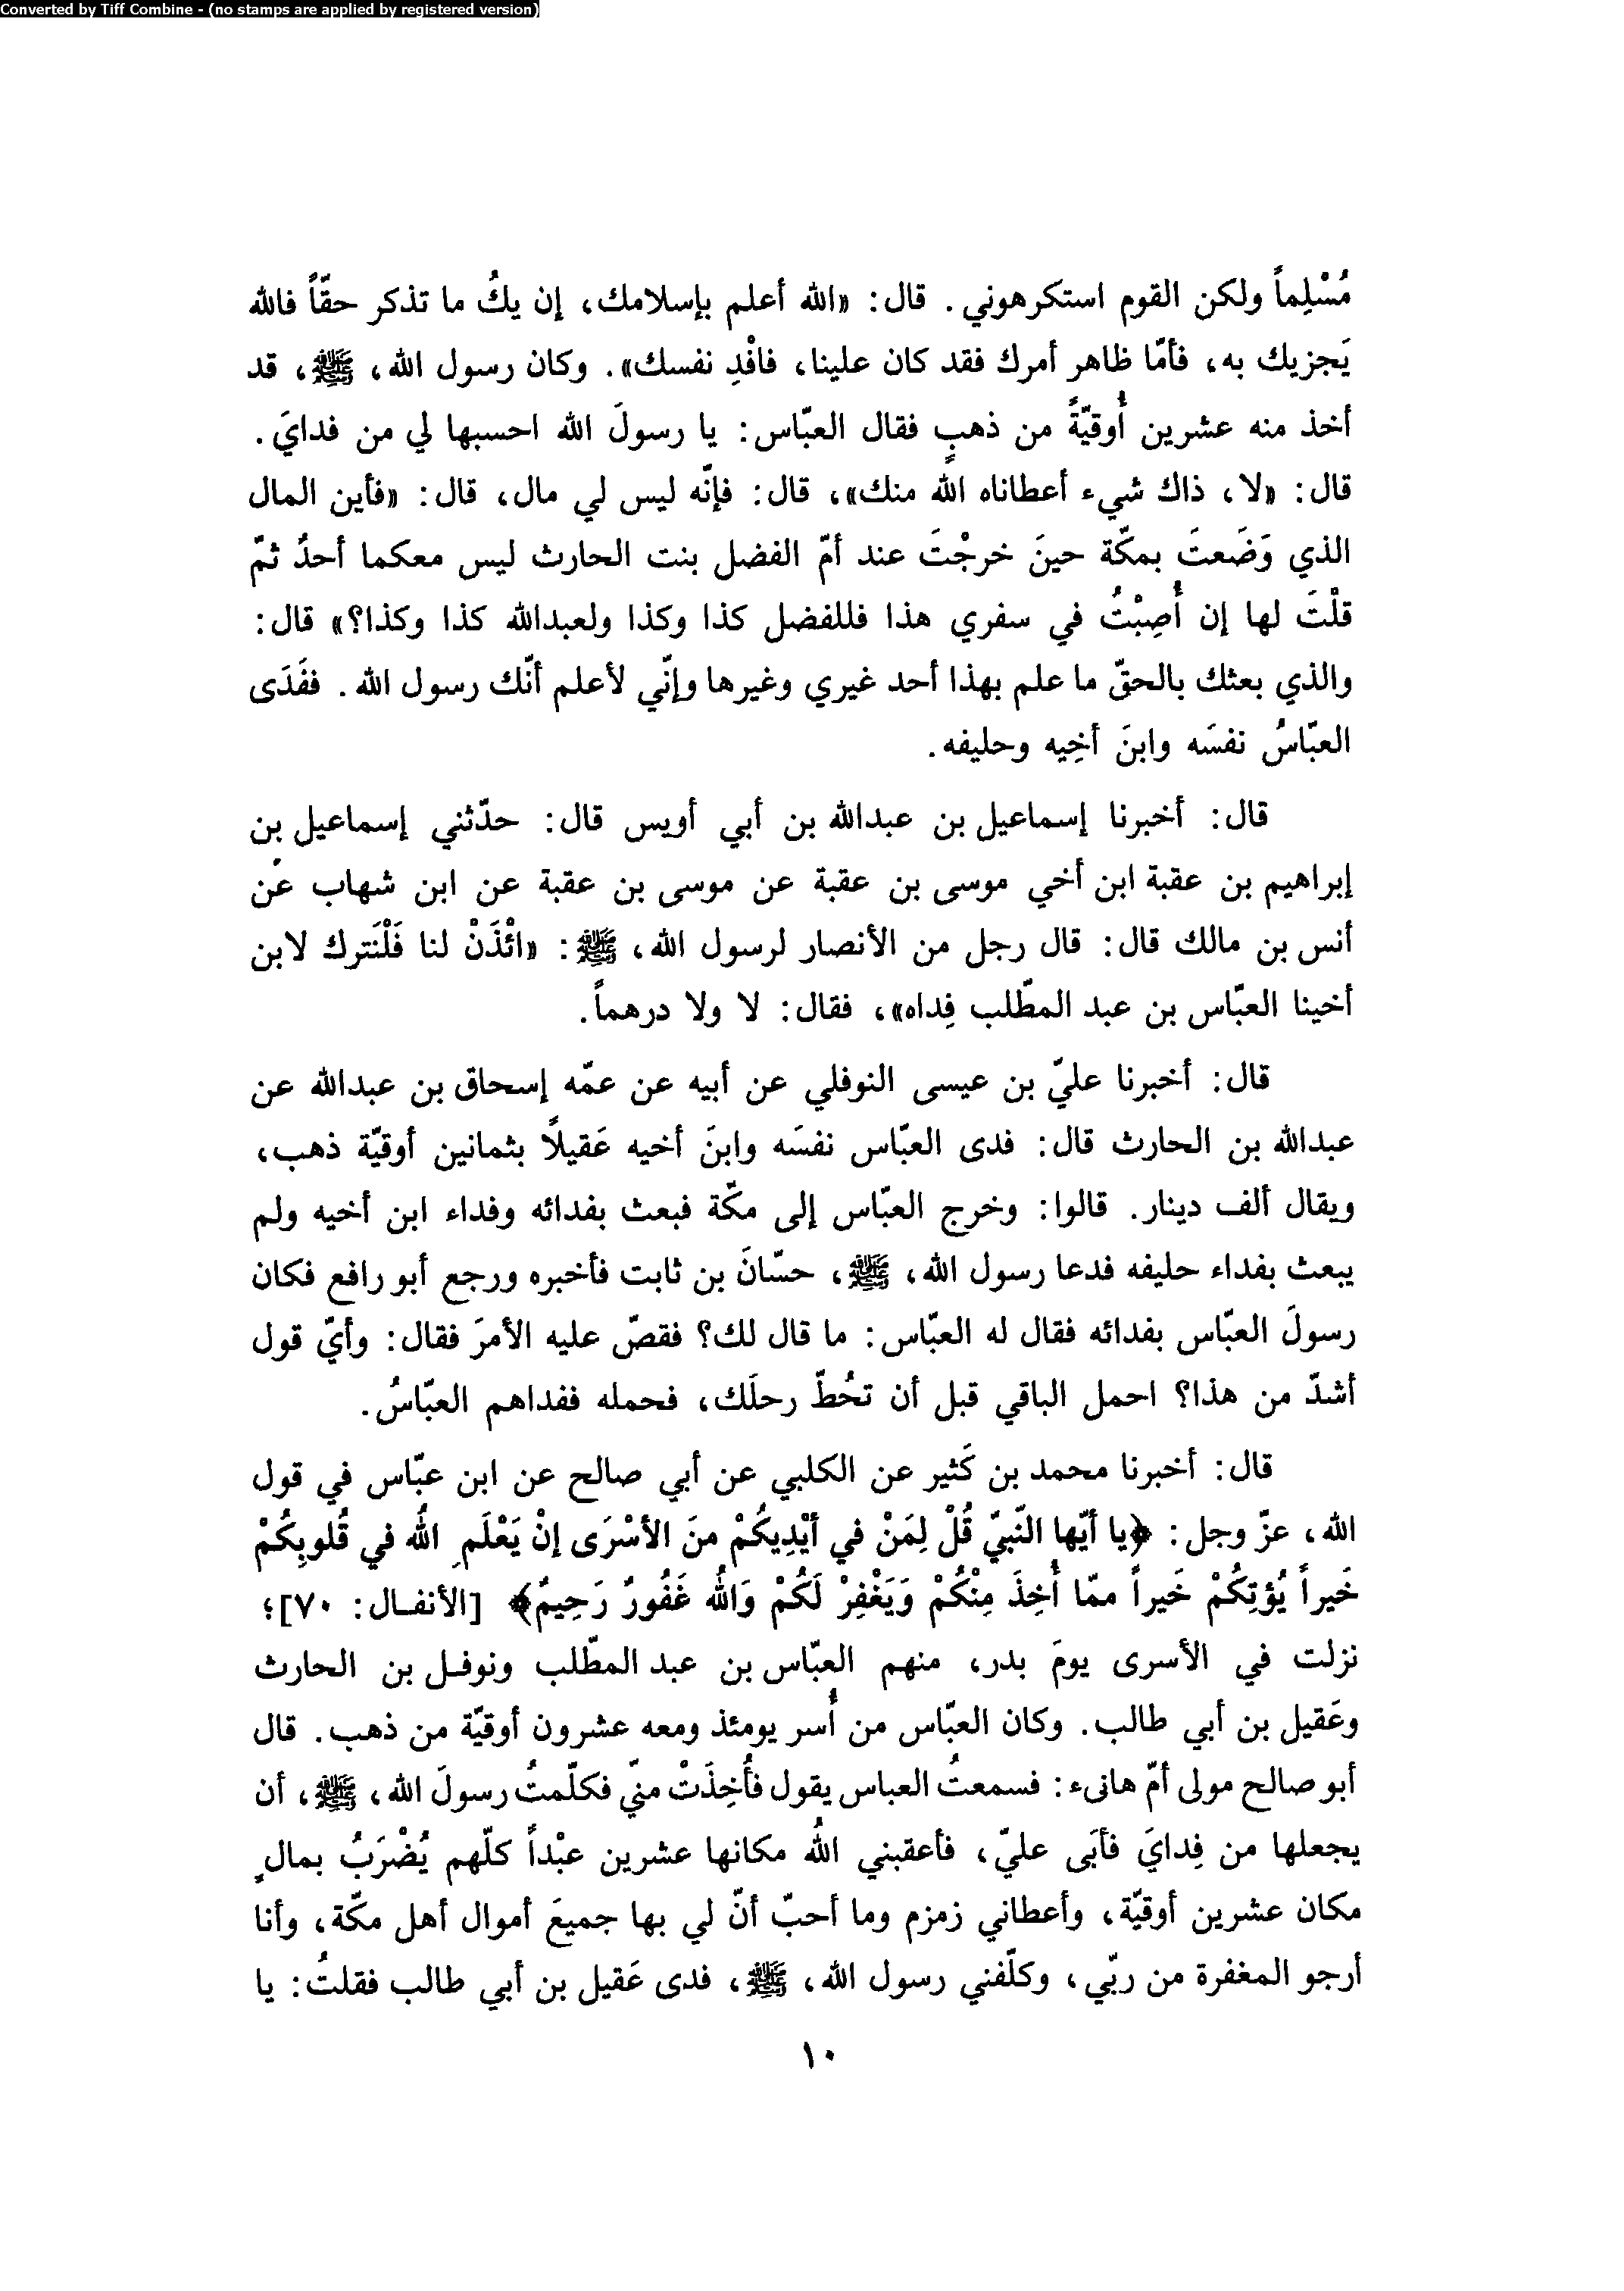 Converted by Tiff Combine - (no stamps are applied by registered version)
مُسْلِماً ولكن القوم استكرهوني. قال: «الله أعلم بإسلامك، إن يكُ ما تذكر حقّاً فالله
يَجزيك به، فأمّا ظاهر أمرك فقد كان علينا، فافْدِ نفسك». وكان رسول الله، ﷺ، قد
أخذ منه عشرين أُوقيّةً من ذهبٍ فقال العبّاس: يا رسولَ الله احسبها لي من فدايَ.
قال: «لا، ذاك شيء أعطاناه الله منك»، قال: فإنّه ليس لي مال، قال: «فأين المال
الذي وَضَعتَ بمكّة حينَ خرجْتَ عند أمّ الفضل بنت الحارث ليس معكما أحدٌ ثمّ
قلْتَ لها إن أُصِبْتُ في سفري هذا فللفضل كذا وكذا ولعبدالله كذا وكذا؟» قال:
والذي بعثك بالحقّ ما علم بهذا أحد غيري وغيرها وإنّي لأعلم أنّك رسول الله. ففَدَى
العبّاسُ نفسَه وابنَ أخِيه وحليفه.
قال: أخبرنا إسماعيل بن عبدالله بن أبي أويس قال: حدّثني إسماعيل بن
إبراهيم بن عقبة ابن أخي موسى بن عقبة عن موسى بن عقبة عن ابن شهاب عن
أنس بن مالك قال: قال رجل من الأنصار لرسول الله، ﷺ: «ائْذَنْ لنا فَلْنَترك لابن
أخينا العبّاس بن عبد المطّلب فِداه»، فقال: لا ولا درهماً.
قال: أخبرنا عليّ بن عيسى النوفلي عن أبيه عن عمّه إسحاق بن عبدالله عن
عبدالله بن الحارث قال: فدى العبّاس نفسَه وابنَ أخيه عَقيلاً بثمانين أوقيّة ذهب،
ويقال ألف دينار. قالوا: وخرج العبّاس إلى مكّة فبعث بفدائه وفداء ابن أخيه ولم
يبعث بفداء حليفه فدعا رسول الله، ﷺ، حسّانَ بن ثابت فأخبره ورجع أبو رافع فكان
رسولَ العبّاس بفدائه فقال له العبّاس: ما قال لك؟ فقصّ عليه الأمرَ فقال: وأيّ قول
أشدّ من هذا؟ احمل الباقي قبل أن تحُطّ رحلَك، فحمله ففداهم العبّاسُ.
قال: أخبرنا محمد بن كَثير عن الكلبي عن أبي صالح عن ابن عبّاس في قول
الله، عزّ وجل: ﴿يا أيّها النّبيّ قُلْ لِمَنْ في أيْدِيكُمْ منَ الأسْرَى إنْ يَعْلَمِ اللهُ في قُلوبِكُمْ
خَيراً يُؤتِكُمْ خَيراً ممّا أُخِذَ مِنْكُمْ وَيَغْفِرْ لَكُمْ وَاللهُ غَفُورٌ رَحِيمٌ﴾ [الأنفال: ٧٠]؛
نزلت في الأسرى يومَ بدر، منهم العبّاس بن عبد المطّلب ونوفل بن الحارث
وعَقيل بن أبي طالب. وكان العبّاس من أُسر يومئذ ومعه عشرون أوقيّة من ذهب. قال
أبو صالح مولى أمّ هانىء: فسمعتُ العباس يقول فأُخِذَتْ منّي فكلّمتُ رسولَ الله، ﷺ، أن
يجعلها من فِدايَ فأبَى عليّ، فأعقبني اللهُ مكانها عشرين عبْداً كلّهم يُضْرَبُ بمالٍ
مكان عشرين أوقيّة، وأعطاني زمزم وما أحبّ أنّ لي بها جميعَ أموال أهل مكّة، وأنا
أرجو المغفرة من ربّي، وكلّفني رسول الله، ﷺ، فدى عَقيل بن أبي طالب فقلتُ: يا
١٠